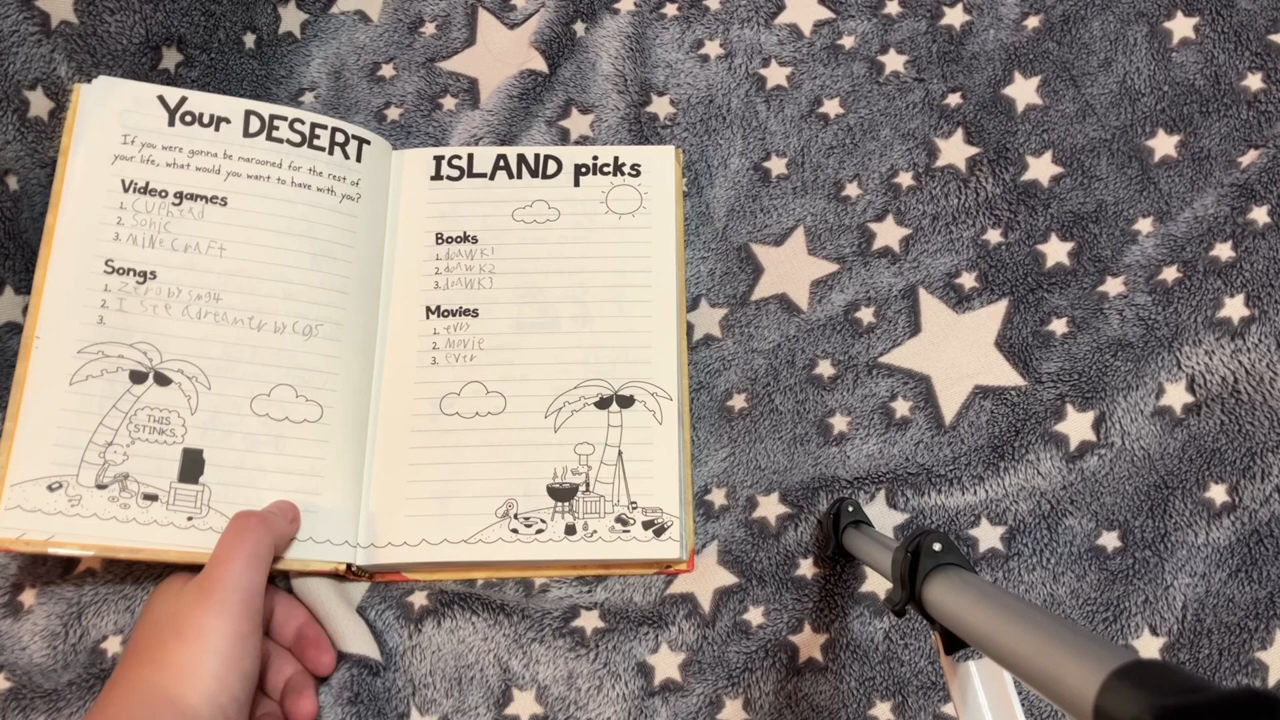 Your DESERT
If you were gonna be marooned for the rest of
your life, what would you want to have with you?
Video games
1. CUPhead
2. Sonic
3. MiNeCRAFt
Songs
1. Zero by smg4
2. I see a dreamer by CG5
3.
THIS
STINKS.
ISLAND picks
Books
1. doAWK1
2. doAWK2
3. doAWK3
Movies
1. evry
2. Movie
3. ever